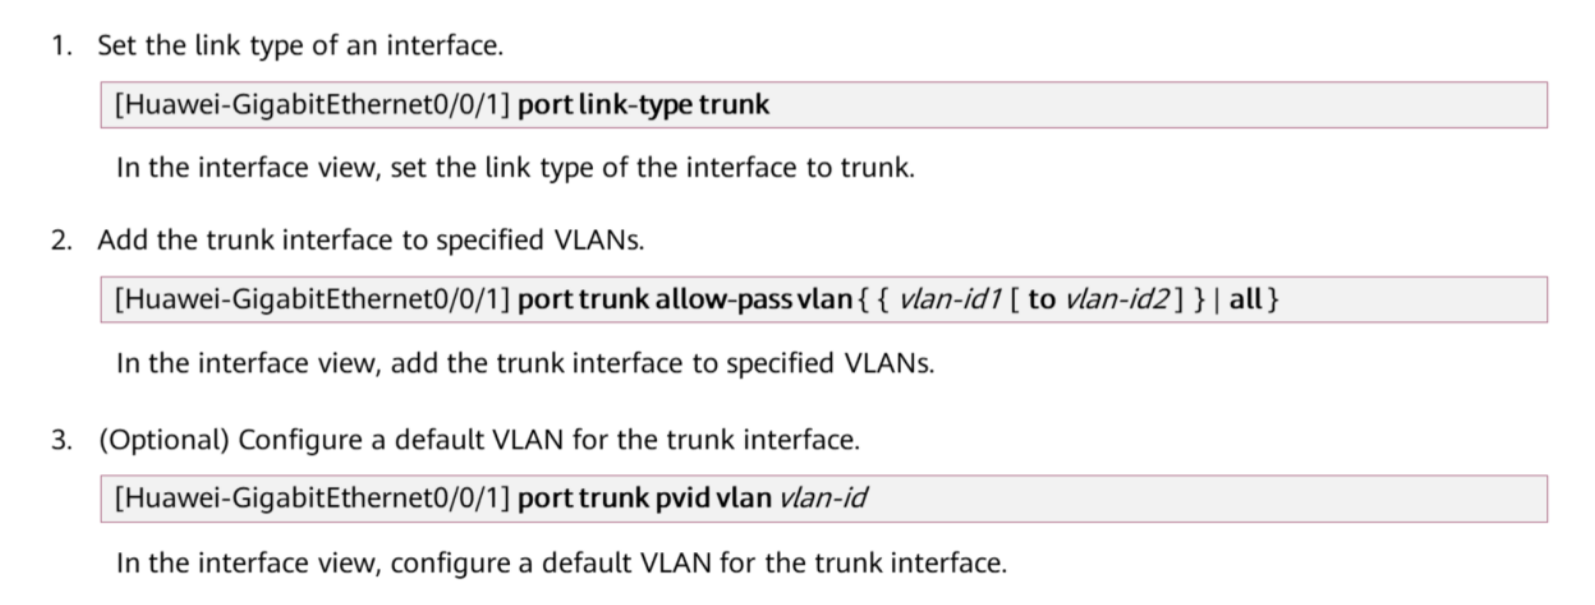 1. Set the link type of an interface.
[Huawei-GigabitEthernet0/0/1] port link-type trunk
In the interface view, set the link type of the interface to trunk.
2. Add the trunk interface to specified VLANs.
[Huawei-GigabitEthernet0/0/1] port trunk allow-pass vlan { { vlan-id1 [ to vlan-id2 ] } | all }
In the interface view, add the trunk interface to specified VLANs.
3. (Optional) Configure a default VLAN for the trunk interface.
[Huawei-GigabitEthernet0/0/1] port trunk pvid vlan vlan-id
In the interface view, configure a default VLAN for the trunk interface.